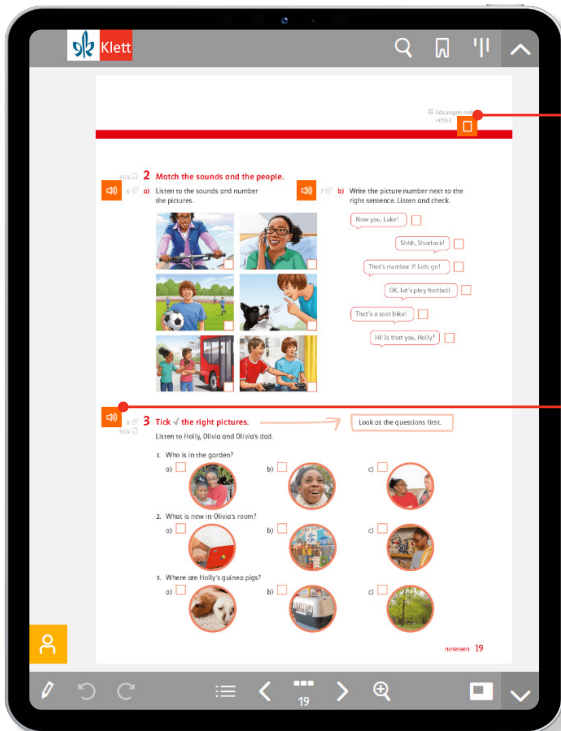 Klett
Lösungen
2 Match the sounds and the people.
a) Listen to the sounds and number
the pictures.
b) Write the picture number next to the
right sentence. Listen and check.
Now you, Luke!
Shhh, Sherlock!
That's number 7! Lets go!
OK, let's play football.
That's a cool bike!
Hi! Is that you, Holly?
3 Tick √ the right pictures.
Look at the questions first.
Listen to Holly, Olivia and Olivia's dad.
1. Who is in the garden?
a)
b)
c)
2. What is new in Olivia's room?
a)
b)
c)
3. Where are Holly's guinea pigs?
a)
b)
c)
nineteen 19
19